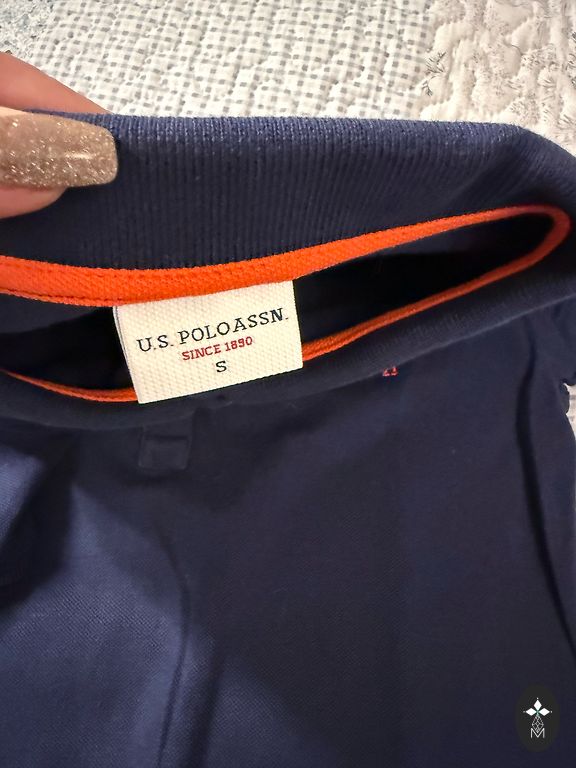 U.S. POLO ASSN.
SINCE 1890
S